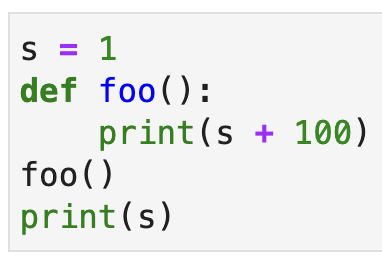 s = 1
def foo():
    print(s + 100)
foo()
print(s)